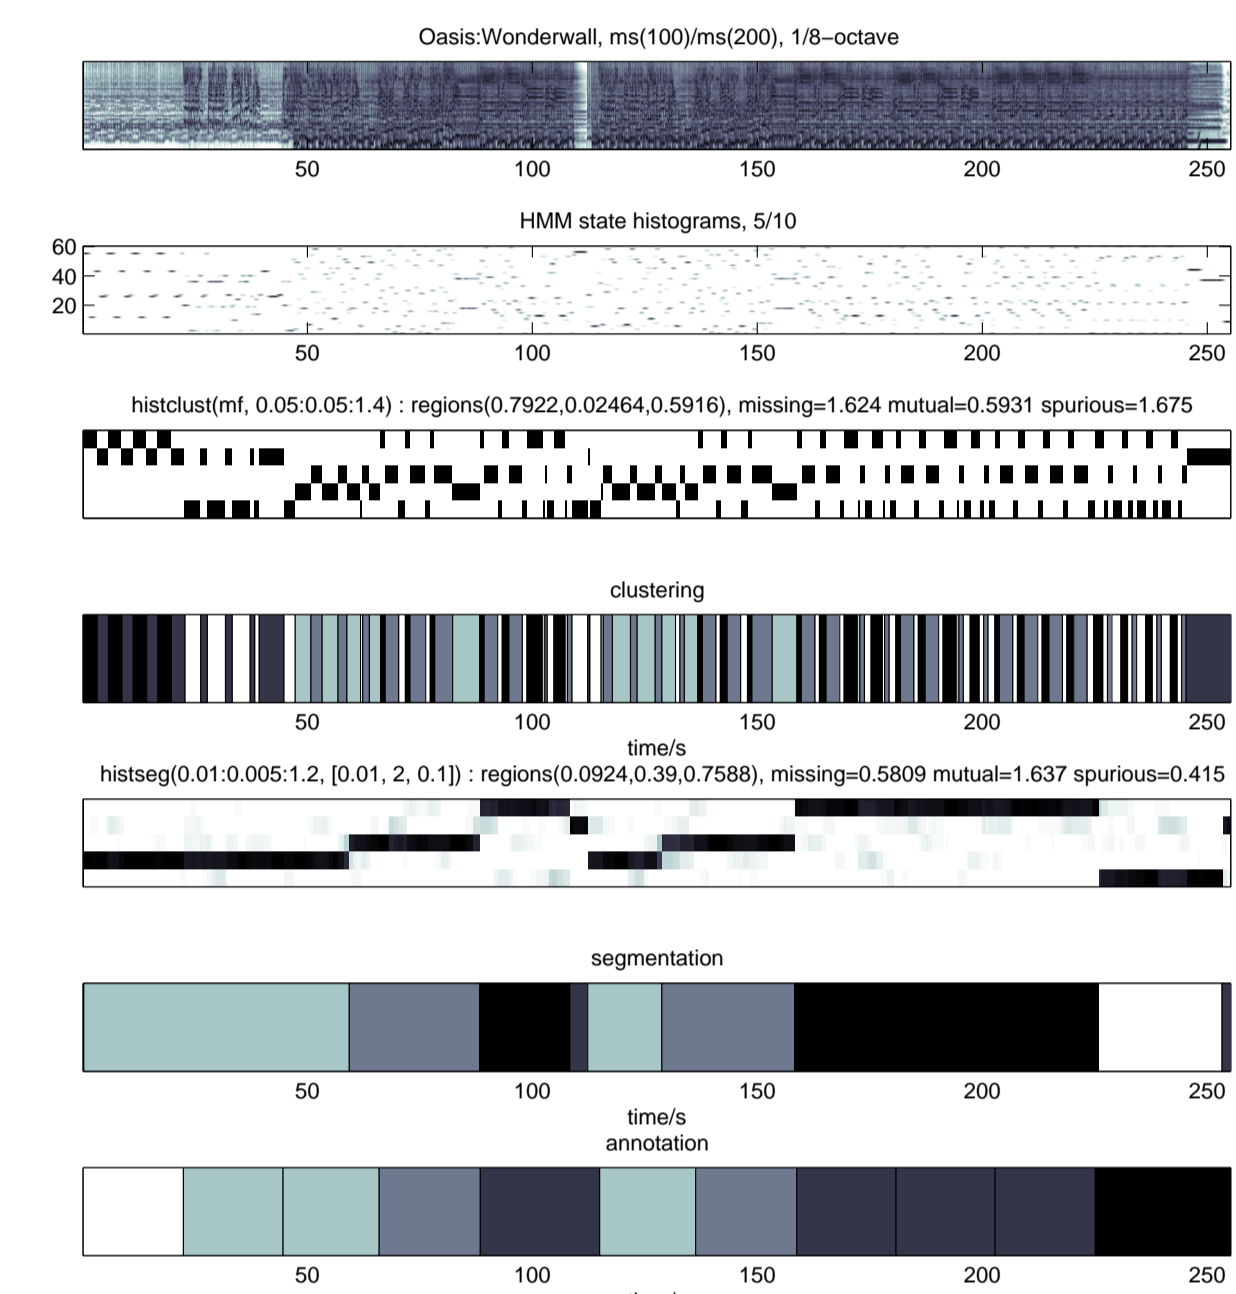 Oasis:Wonderwall, ms(100)/ms(200), 1/8−octave
50 100 150 200 250
HMM state histograms, 5/10
60
40
20
50 100 150 200 250
histclust(mf, 0.05:0.05:1.4) : regions(0.7922,0.02464,0.5916), missing=1.624 mutual=0.5931 spurious=1.675
clustering
50 100 150 200 250
time/s
histseg(0.01:0.005:1.2, [0.01, 2, 0.1]) : regions(0.0924,0.39,0.7588), missing=0.5809 mutual=1.637 spurious=0.415
segmentation
50 100 150 200 250
time/s
annotation
50 100 150 200 250